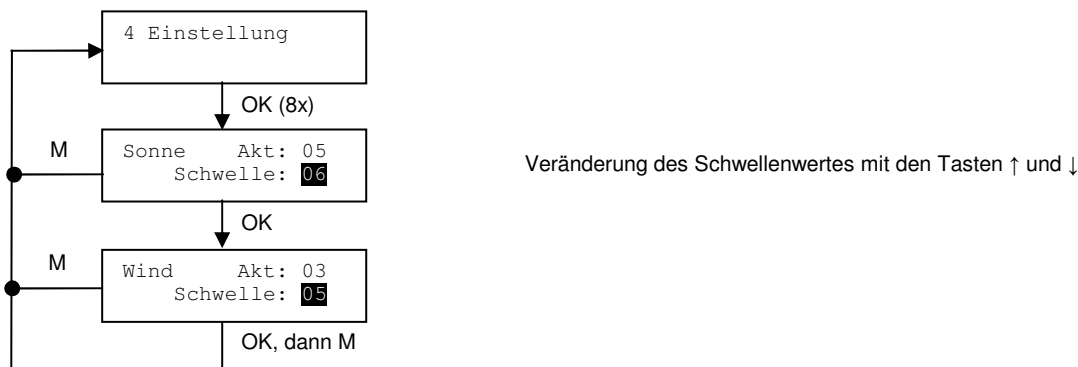 4 Einstellung
OK (8x)
M
Sonne Akt: 05
Schwelle: 06
Veränderung des Schwellenwertes mit den Tasten ↑ und ↓
OK
M
Wind Akt: 03
Schwelle: 05
OK, dann M